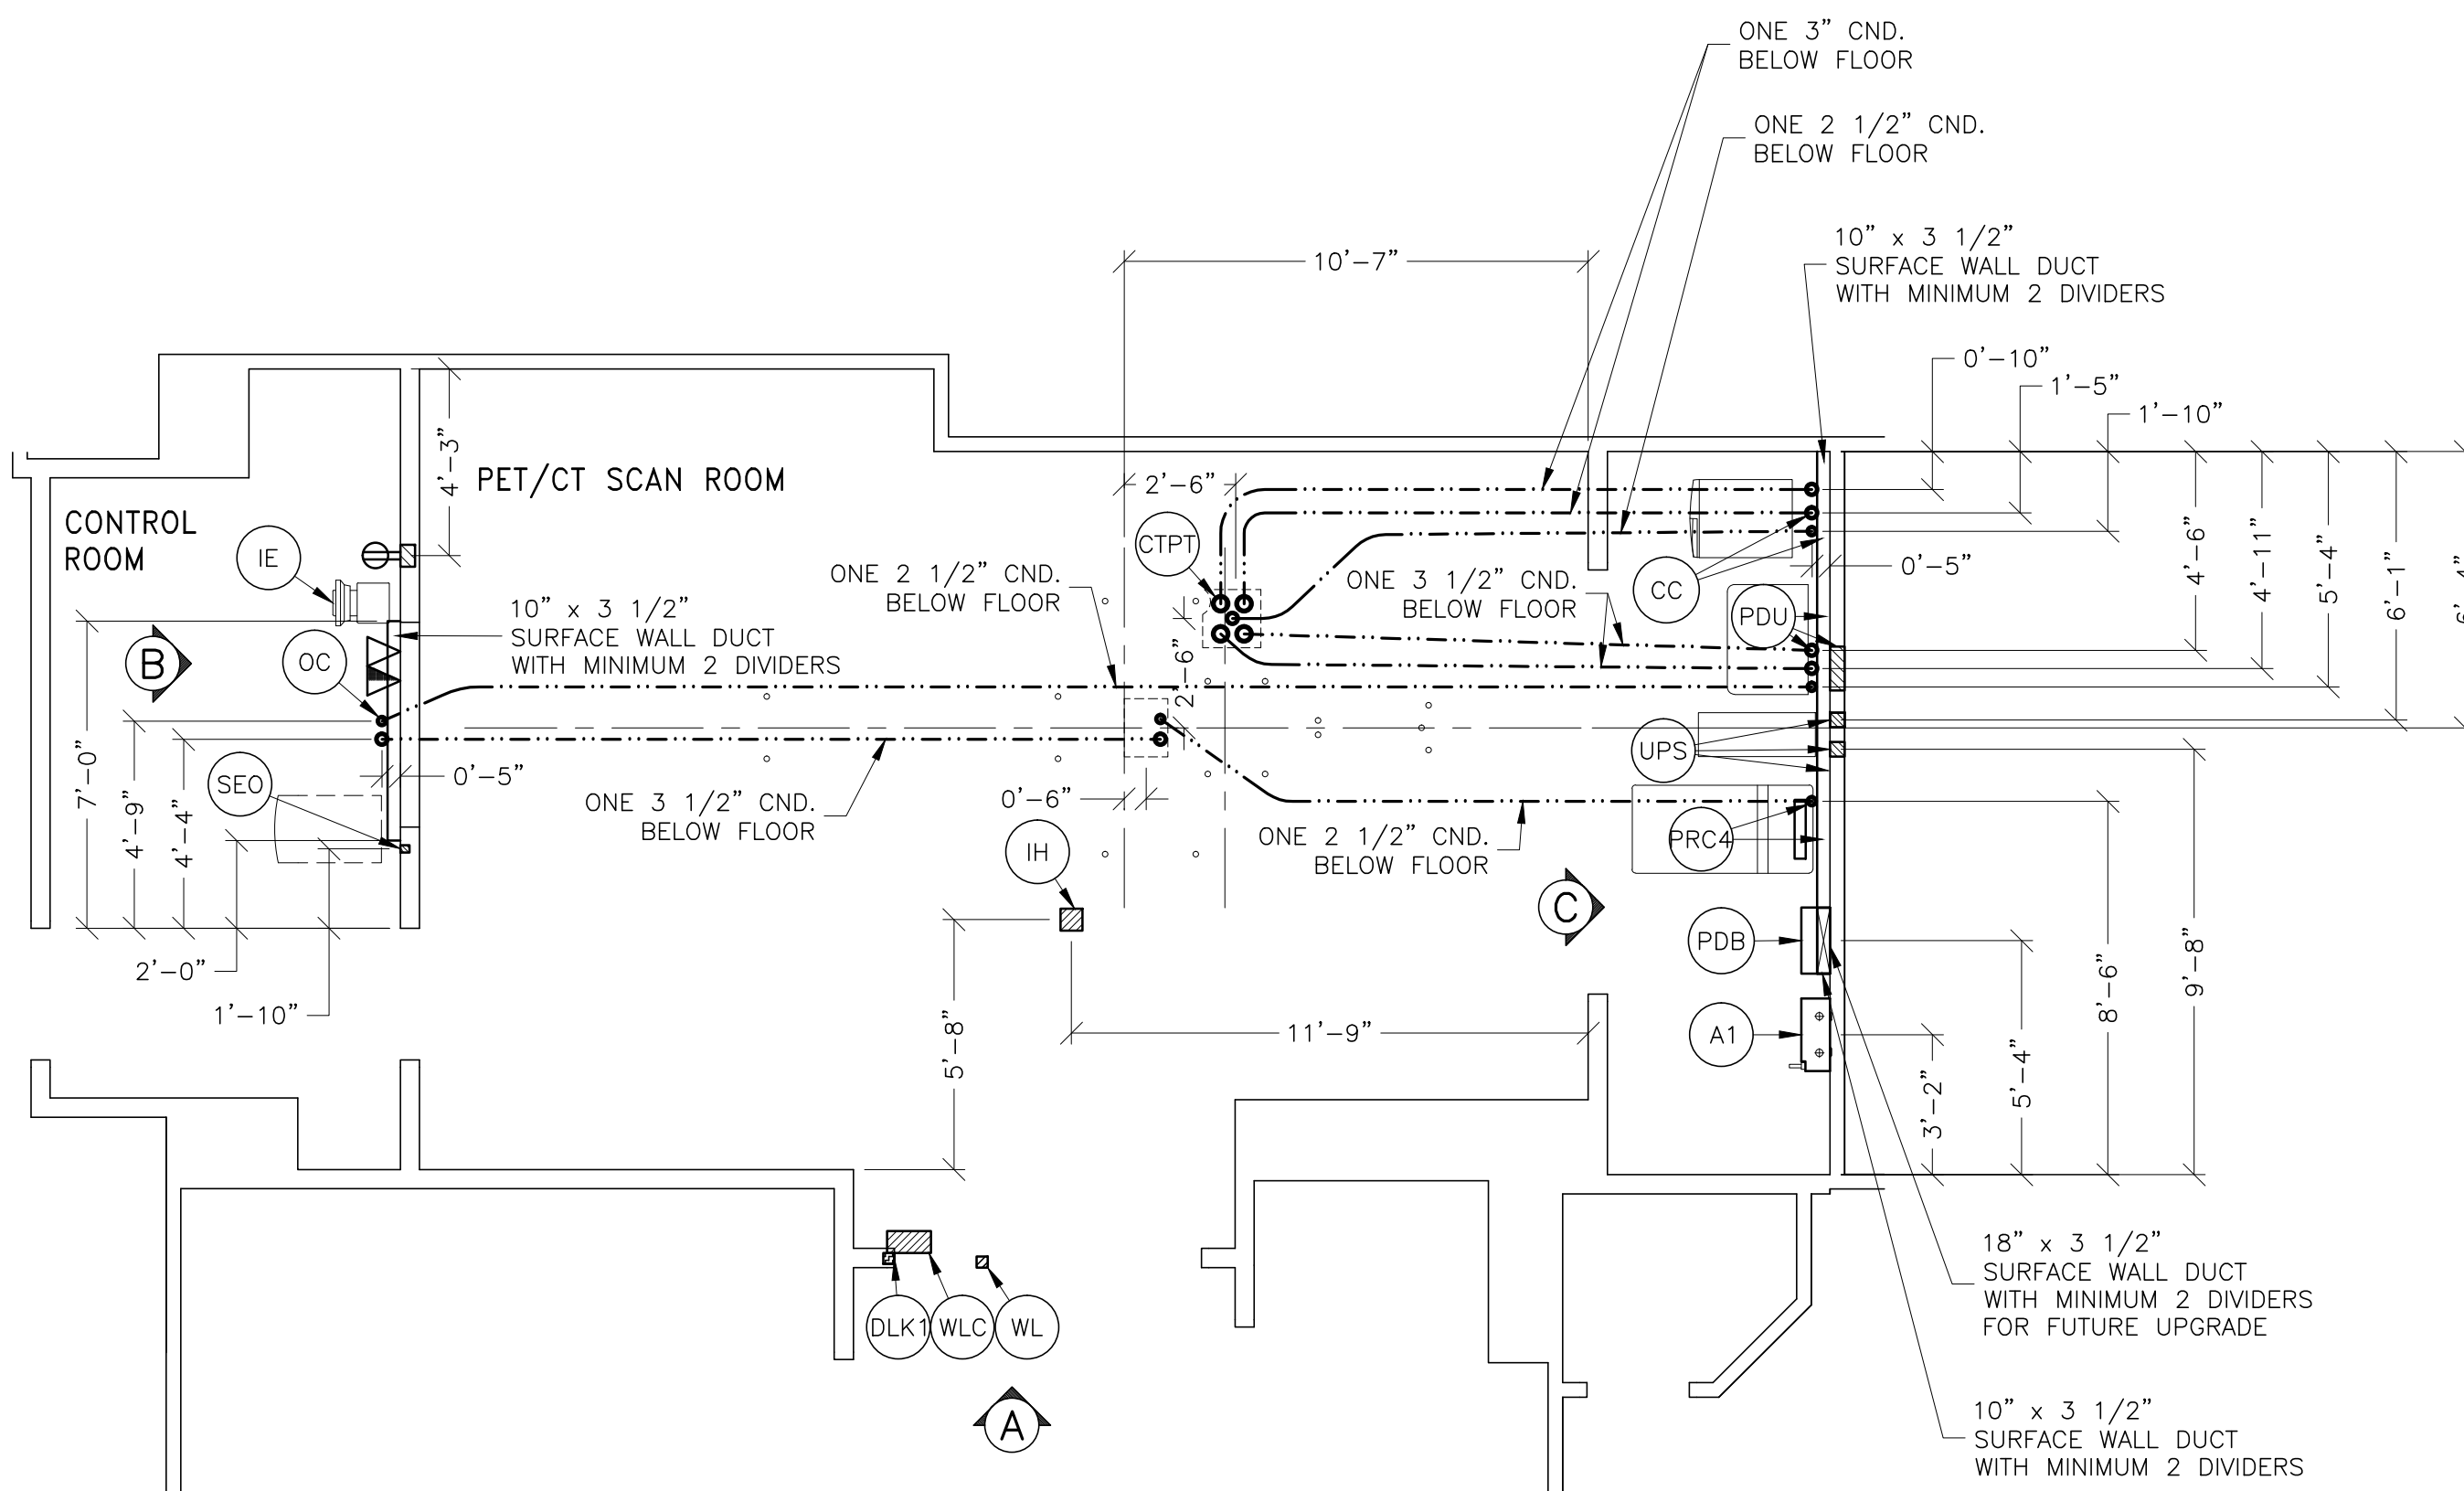 ONE 3” CND.
BELOW FLOOR
ONE 2 1/2” CND.
BELOW FLOOR
10” x 3 1/2”
SURFACE WALL DUCT
WITH MINIMUM 2 DIVIDERS
10’-7”
0’-10”
1’-5”
1’-10”
4’-3”
PET/CT SCAN ROOM
2’-6”
CONTROL
ROOM
IE
CTPT
0’-5”
4’-6”
4’-11”
5’-4”
6’-1”
ONE 2 1/2” CND.
BELOW FLOOR
ONE 3 1/2” CND.
BELOW FLOOR
CC
PDU
10” x 3 1/2”
SURFACE WALL DUCT
WITH MINIMUM 2 DIVIDERS
B
OC
2’-6”
UPS
SEO
0’-5”
7’-0”
4’-9”
4’-4”
ONE 3 1/2” CND.
BELOW FLOOR
0’-6”
IH
ONE 2 1/2” CND.
BELOW FLOOR
PRC4
C
PDB
2’-0”
1’-10”
5’-8”
11’-9”
A1
3’-2”
5’-4”
8’-6”
9’-8”
DLK1
WLC
WL
A
18” x 3 1/2”
SURFACE WALL DUCT
WITH MINIMUM 2 DIVIDERS
FOR FUTURE UPGRADE
10” x 3 1/2”
SURFACE WALL DUCT
WITH MINIMUM 2 DIVIDERS